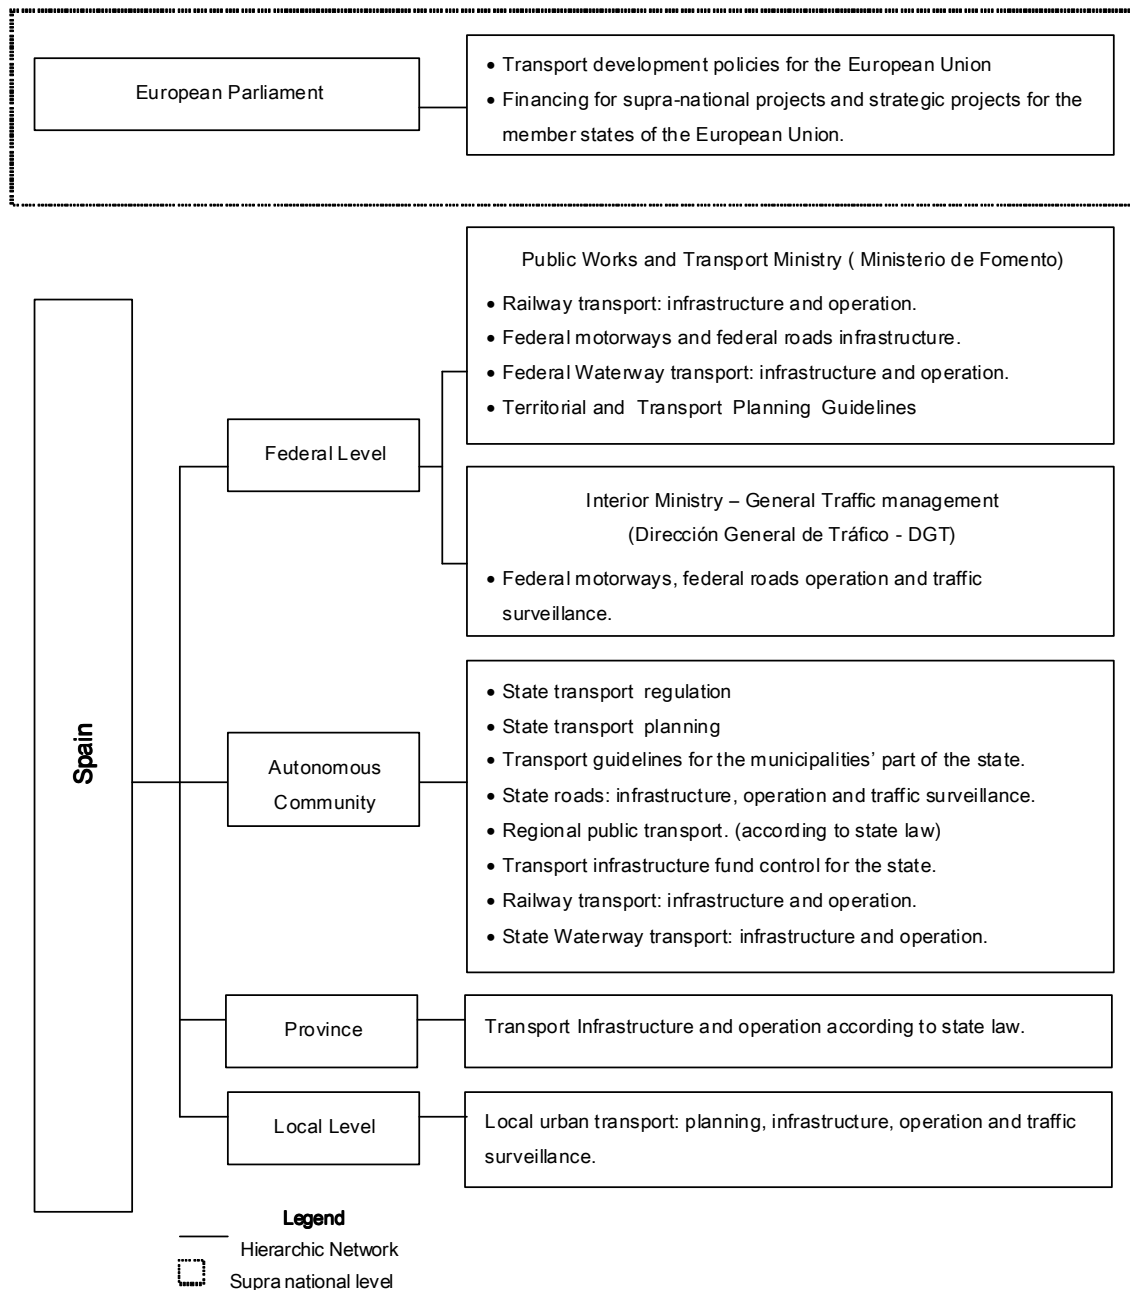 European Parliament
• Transport development policies for the European Union
• Financing for supra-national projects and strategic projects for the
member states of the European Union.
Spain
Federal Level
Public Works and Transport Ministry ( Ministerio de Fomento)
• Railway transport: infrastructure and operation.
• Federal motorways and federal roads infrastructure.
• Federal Waterway transport: infrastructure and operation.
• Territorial and Transport Planning Guidelines
Interior Ministry – General Traffic management
(Dirección General de Tráfico - DGT)
• Federal motorways, federal roads operation and traffic
surveillance.
Autonomous
Community
• State transport regulation
• State transport planning
• Transport guidelines for the municipalities' part of the state.
• State roads: infrastructure, operation and traffic surveillance.
• Regional public transport. (according to state law)
• Transport infrastructure fund control for the state.
• Railway transport: infrastructure and operation.
• State Waterway transport: infrastructure and operation.
Province
Transport Infrastructure and operation according to state law.
Local Level
Local urban transport: planning, infrastructure, operation and traffic
surveillance.
Legend
Hierarchic Network
Supra national level